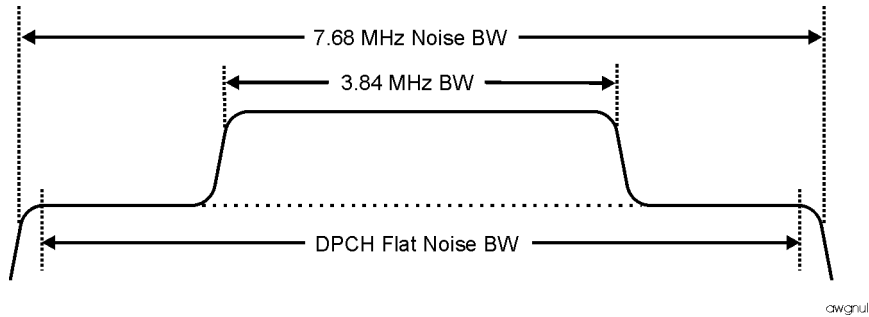 7.68 MHz Noise BW
3.84 MHz BW
DPCH Flat Noise BW
awgnul